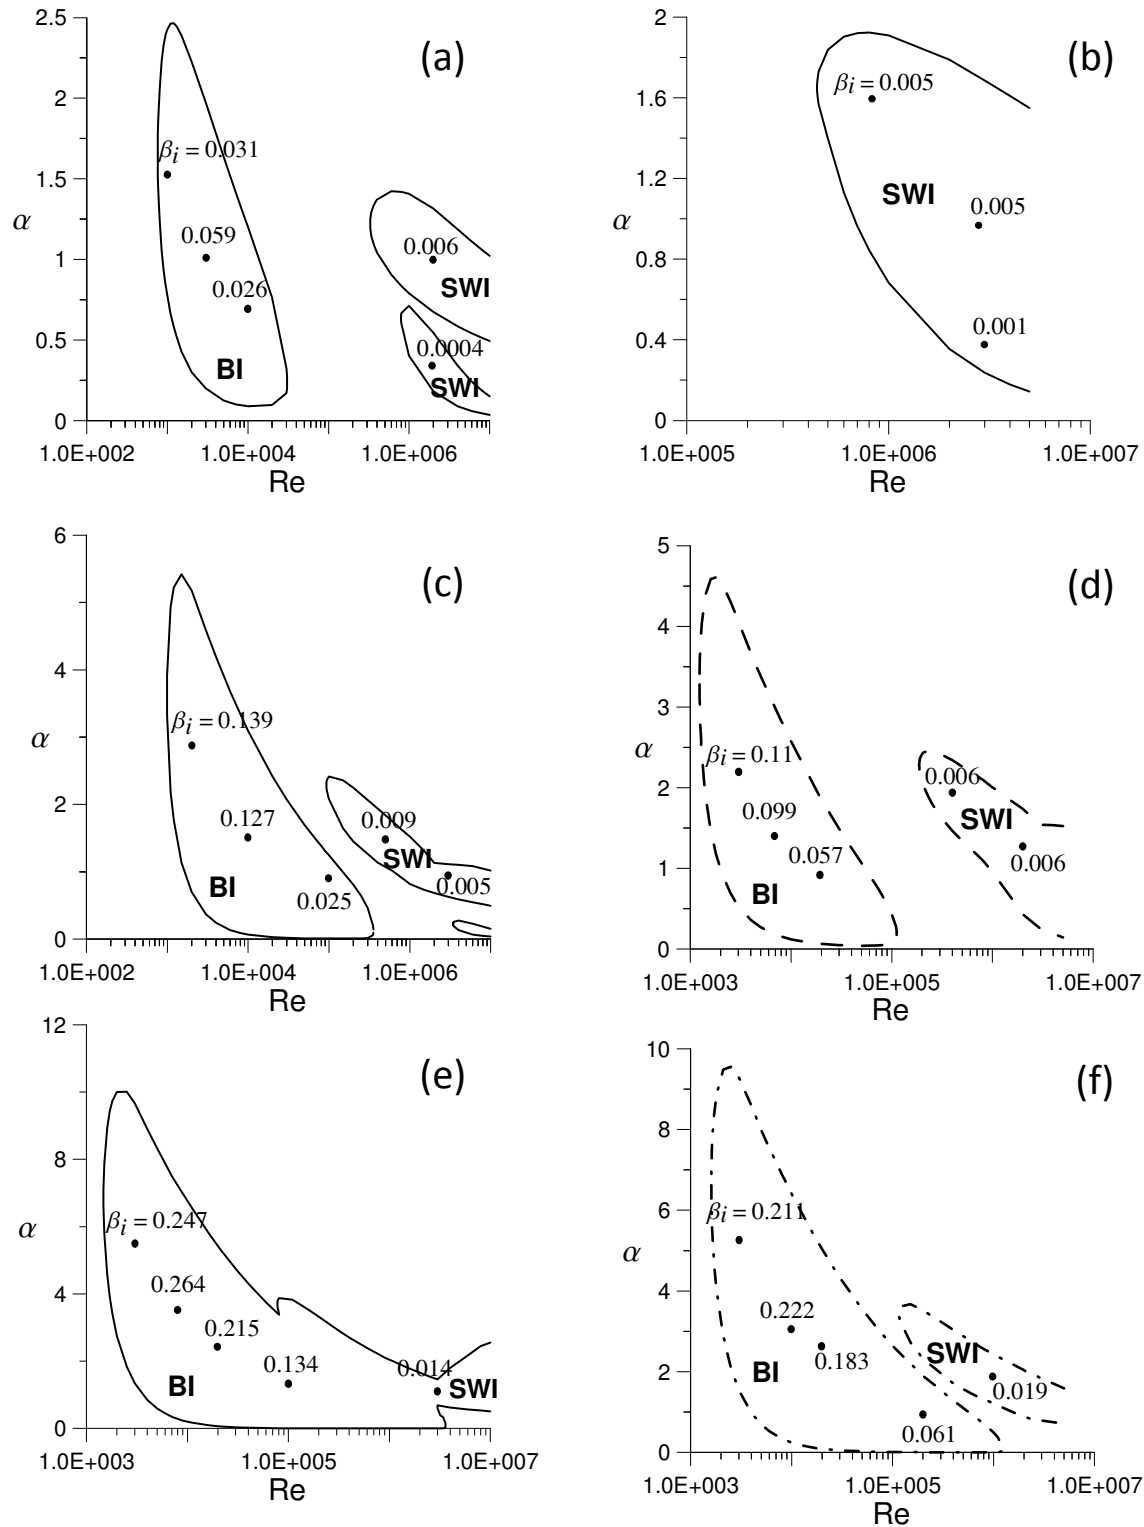 (a)
2.5
2
1.5
1
0.5
0
α
βi = 0.031
0.059
0.026
BI
0.006
SWI
0.0004
SWI
1.0E+002
1.0E+004
1.0E+006
Re
(b)
2
1.6
1.2
0.8
0.4
0
α
βi = 0.005
SWI
0.005
0.001
1.0E+005
1.0E+006
1.0E+007
Re
(c)
6
4
2
0
α
βi = 0.139
0.127
BI
0.025
0.009
SWI
0.005
1.0E+002
1.0E+004
1.0E+006
Re
(d)
5
4
3
2
1
0
α
βi = 0.11
0.099
0.057
BI
0.006
SWI
0.006
1.0E+003
1.0E+005
1.0E+007
Re
(e)
12
8
4
0
α
βi = 0.247
0.264
0.215
0.134
BI
0.014
SWI
1.0E+003
1.0E+005
1.0E+007
Re
(f)
10
8
6
4
2
0
α
βi = 0.211
0.222
0.183
BI
SWI
0.019
0.061
1.0E+003
1.0E+005
1.0E+007
Re